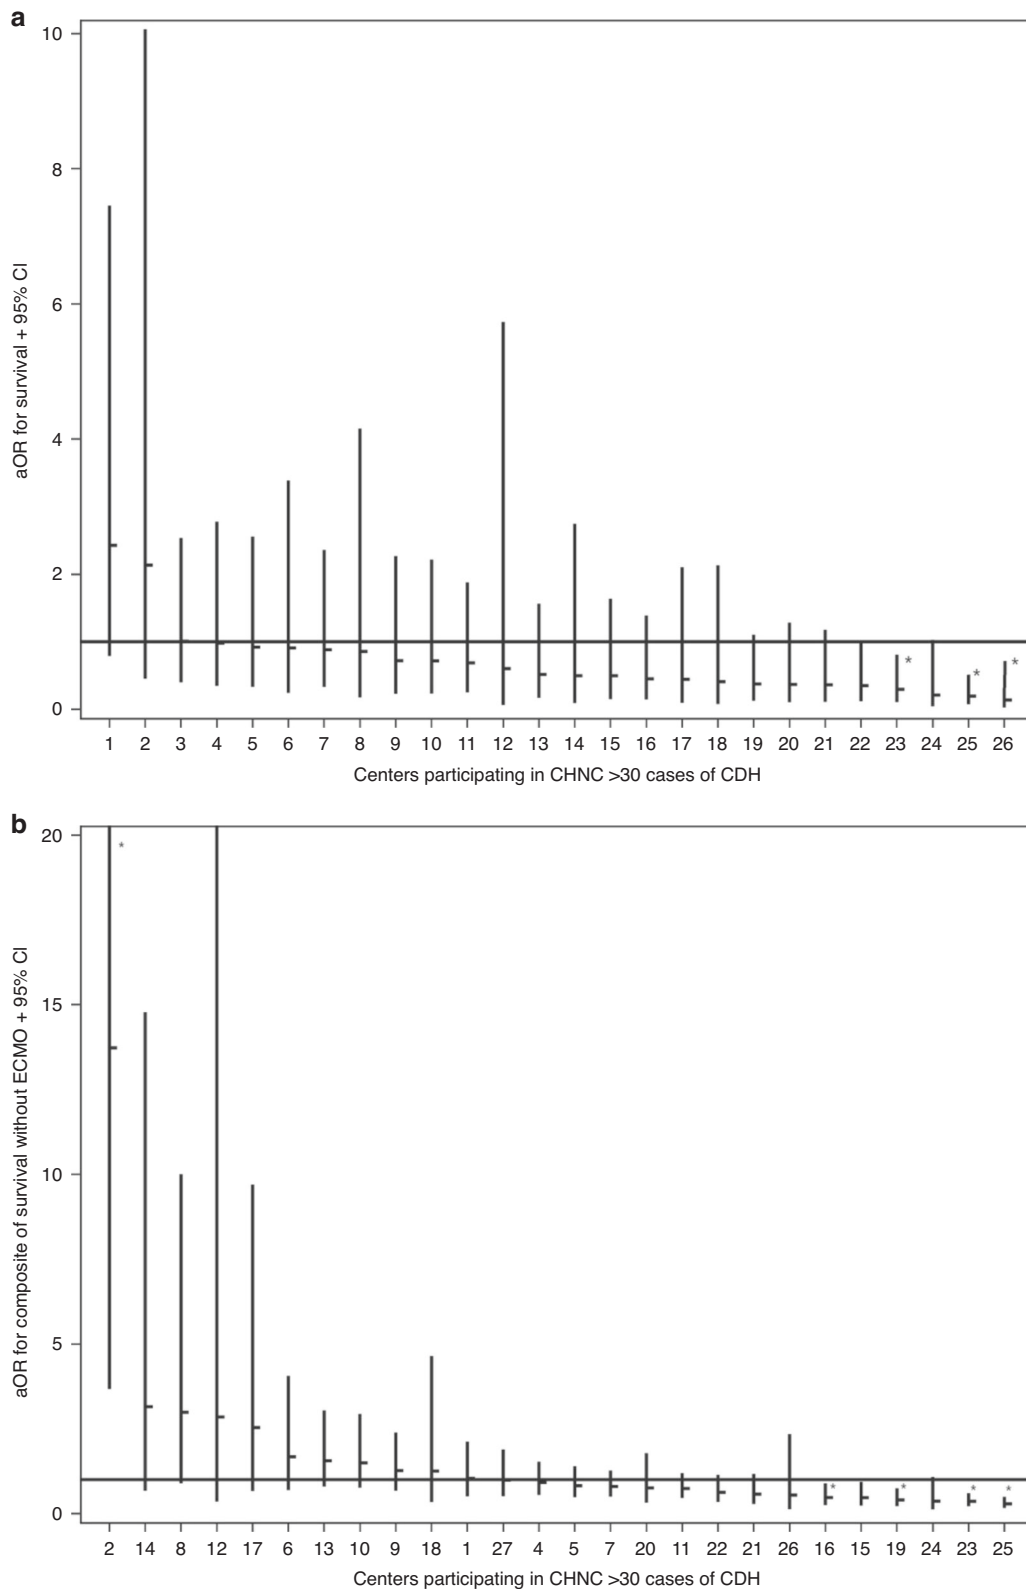 a
10
8
6
4
2
0
aOR for survival + 95% CI
*
*
*
1 2 3 4 5 6 7 8 9 10 11 12 13 14 15 16 17 18 19 20 21 22 23 24 25 26
Centers participating in CHNC >30 cases of CDH
b
20
15
10
5
0
aOR for composite of survival without ECMO + 95% CI
*
* * * *
2 14 8 12 17 6 13 10 9 18 1 27 4 5 7 20 11 22 21 26 16 15 19 24 23 25
Centers participating in CHNC >30 cases of CDH